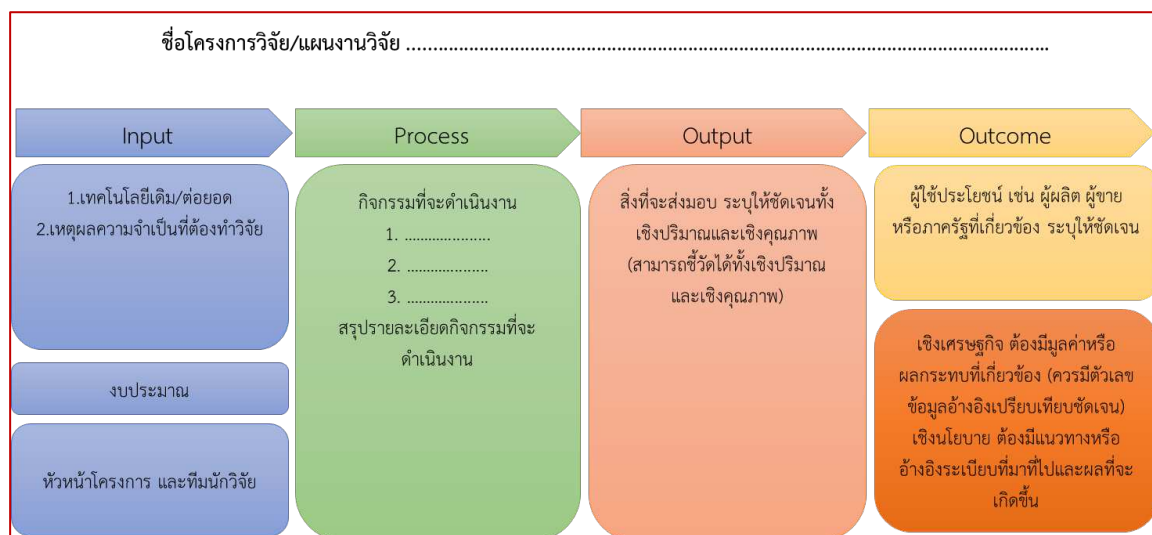 ชื่อโครงการวิจัย/แผนงานวิจัย ..............................................................................................................................
Input
1.เทคโนโลยีเดิม/ต่อยอด
2.เหตุผลความจำเป็นที่ต้องทำวิจัย
งบประมาณ
หัวหน้าโครงการ และทีมนักวิจัย
Process
กิจกรรมที่จะดำเนินงาน
1. .....................
2. ....................
3. ....................
สรุปรายละเอียดกิจกรรมที่จะ
ดำเนินงาน
Output
สิ่งที่จะส่งมอบ ระบุให้ชัดเจนทั้ง
เชิงปริมาณและเชิงคุณภาพ
(สามารถชี้วัดได้ทั้งเชิงปริมาณ
และเชิงคุณภาพ)
Outcome
ผู้ใช้ประโยชน์ เช่น ผู้ผลิต ผู้ขาย
หรือภาครัฐที่เกี่ยวข้อง ระบุให้ชัดเจน
เชิงเศรษฐกิจ ต้องมีมูลค่าหรือ
ผลกระทบที่เกี่ยวข้อง (ควรมีตัวเลข
ข้อมูลอ้างอิงเปรียบเทียบชัดเจน)
เชิงนโยบาย ต้องมีแนวทางหรือ
อ้างอิงระเบียบที่มาที่ไปและผลที่จะ
เกิดขึ้น